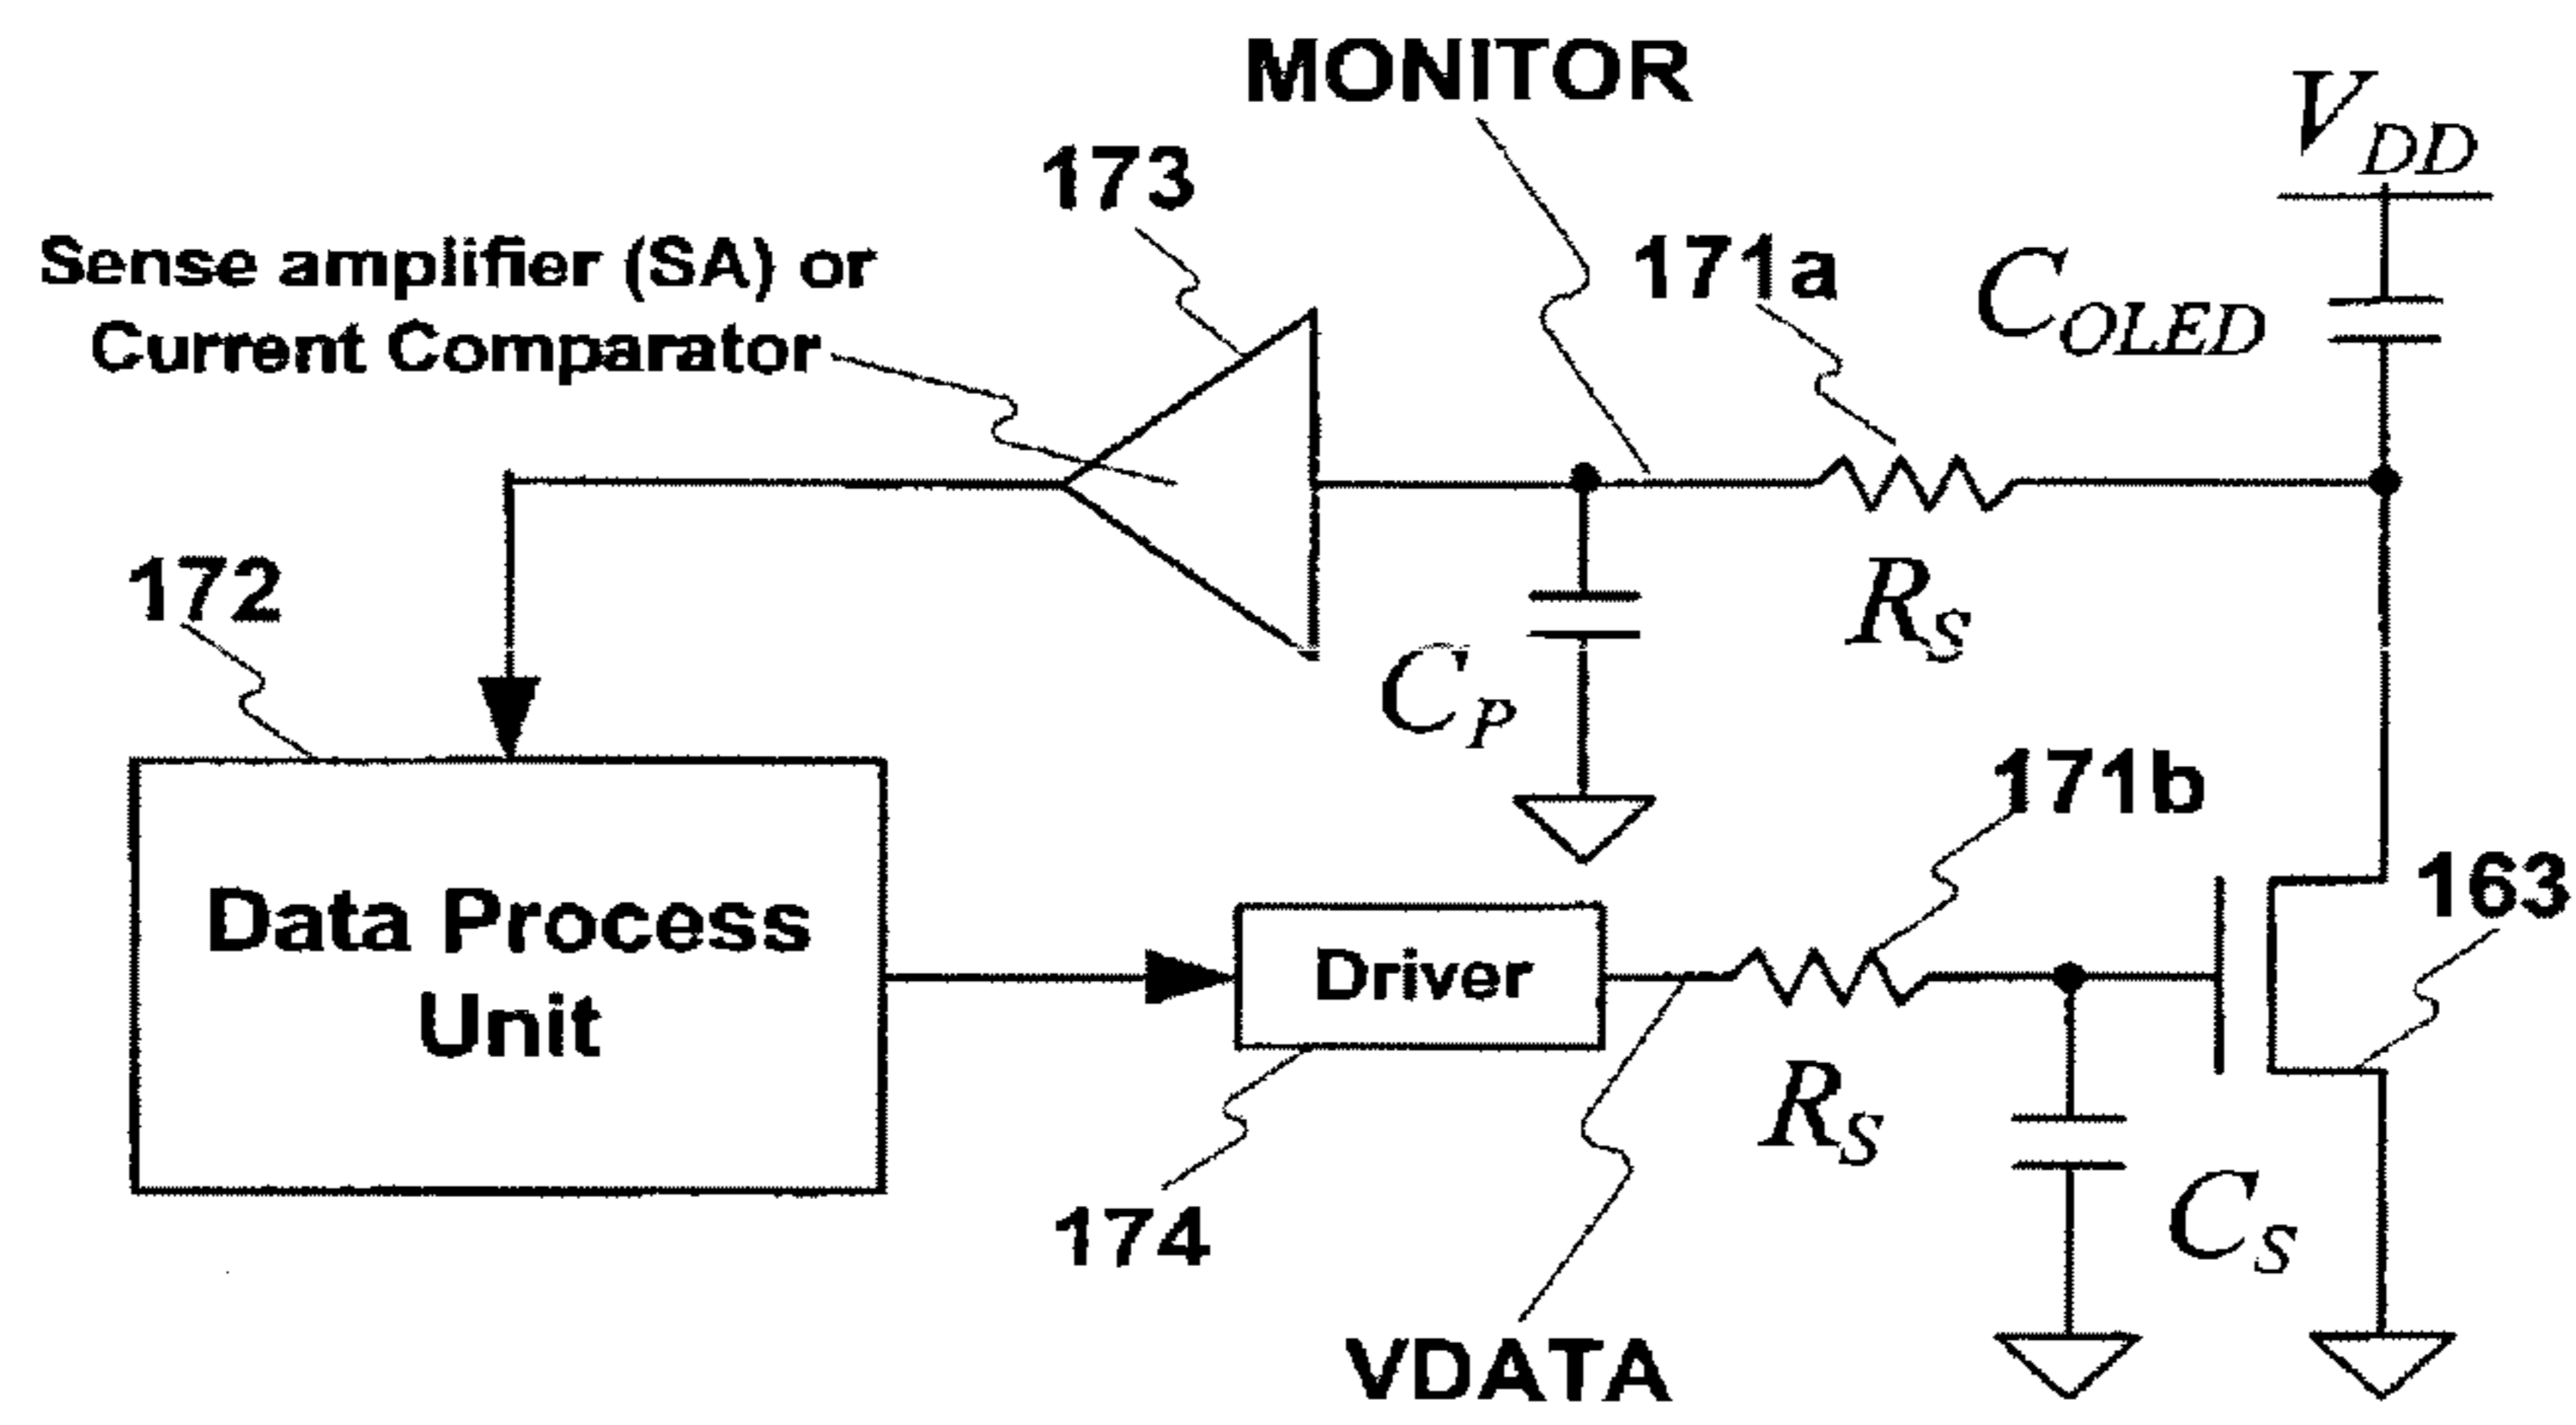 MONITOR
V_DD
173
Sense amplifier (SA) or
Current Comparator
171a
C_OLED
172
R_S
C_P
171b
163
Data Process
Unit
Driver
R_S
C_S
174
VDATA